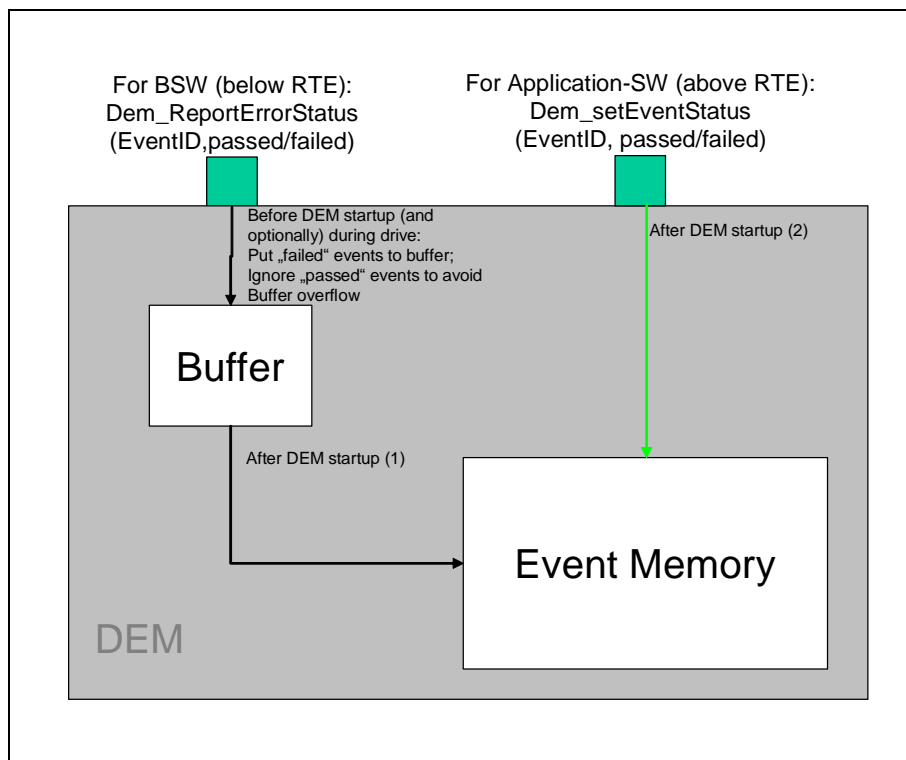 For BSW (below RTE):
Dem_ReportErrorStatus
(EventID,passed/failed)
For Application-SW (above RTE):
Dem_setEventStatus
(EventID, passed/failed)
Before DEM startup (and
optionally) during drive:
Put „failed“ events to buffer;
Ignore „passed“ events to avoid
Buffer overflow
After DEM startup (2)
Buffer
After DEM startup (1)
Event Memory
DEM